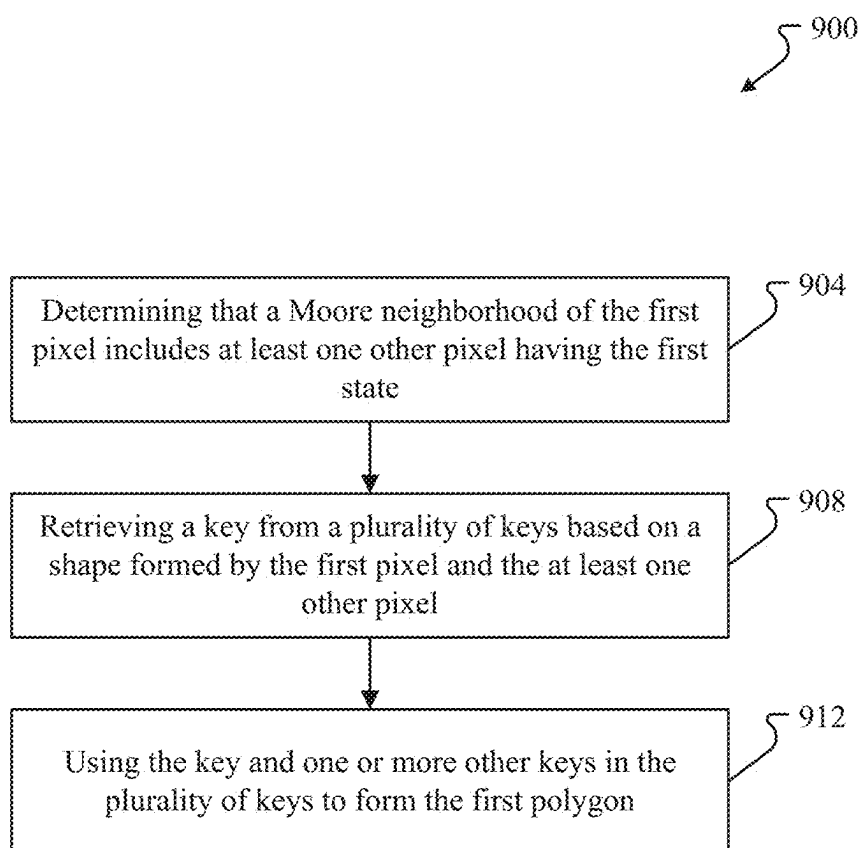 900
904
Determining that a Moore neighborhood of the first
pixel includes at least one other pixel having the first
state
908
Retrieving a key from a plurality of keys based on a
shape formed by the first pixel and the at least one
other pixel
912
Using the key and one or more other keys in the
plurality of keys to form the first polygon